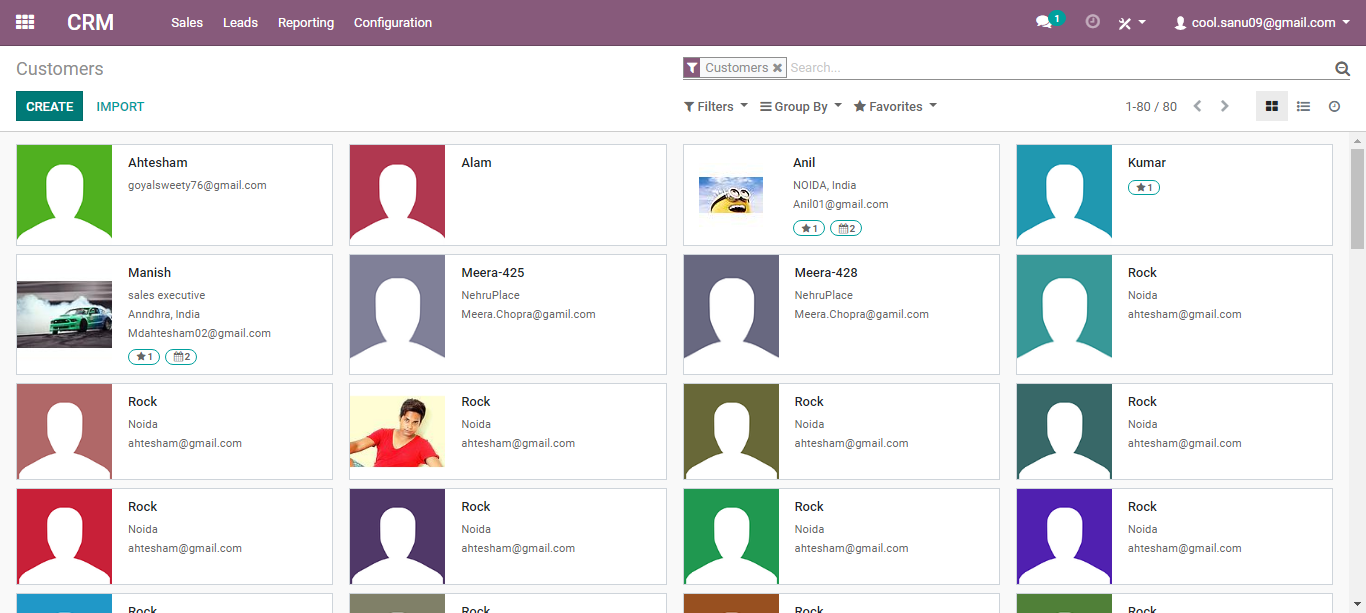 CRM Sales Leads Reporting Configuration 1 cool.sanu09@gmail.com
Customers Customers Search...
CREATE IMPORT Filters Group By Favorites 1-80 / 80
Ahtesham
goyalsweety76@gmail.com
Alam
Anil
NOIDA, India
Anil01@gmail.com
1 2
Kumar
1
Manish
sales executive
Anndhra, India
Mdahtesham02@gmail.com
1 2
Meera-425
NehruPlace
Meera.Chopra@gamil.com
Meera-428
NehruPlace
Meera.Chopra@gamil.com
Rock
Noida
ahtesham@gmail.com
Rock
Noida
ahtesham@gmail.com
Rock
Noida
ahtesham@gmail.com
Rock
Noida
ahtesham@gmail.com
Rock
Noida
ahtesham@gmail.com
Rock
Noida
ahtesham@gmail.com
Rock
Noida
ahtesham@gmail.com
Rock
Noida
ahtesham@gmail.com
Rock
Noida
ahtesham@gmail.com
Rock
Rock
Rock
Rock